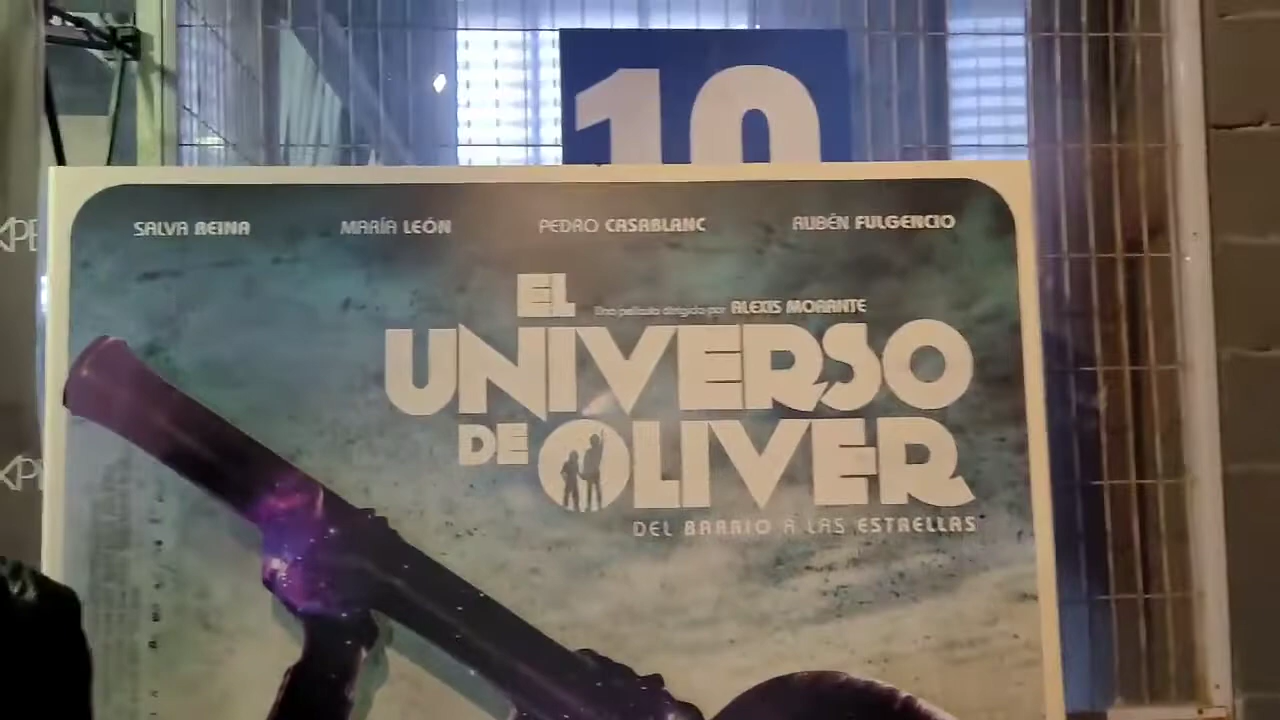 10
SALVA REINA MARÍA LEÓN PEDRO CASABLANC RUBÉN FULGENCIO
EL
Una película dirigida por ALEXIS MORANTE
UNIVERSO
DE OLIVER
DEL BARRIO A LAS ESTRELLAS